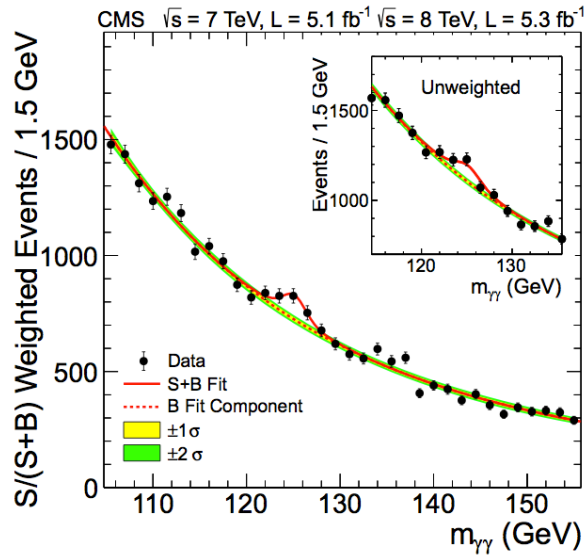 CMS √s = 7 TeV, L = 5.1 fb⁻¹ √s = 8 TeV, L = 5.3 fb⁻¹
S/(S+B) Weighted Events / 1.5 GeV
1500
1000
500
0
Unweighted
Events / 1.5 GeV
1500
1000
120 130
mγγ (GeV)
Data
S+B Fit
B Fit Component
±1σ
±2 σ
110 120 130 140 150
mγγ (GeV)